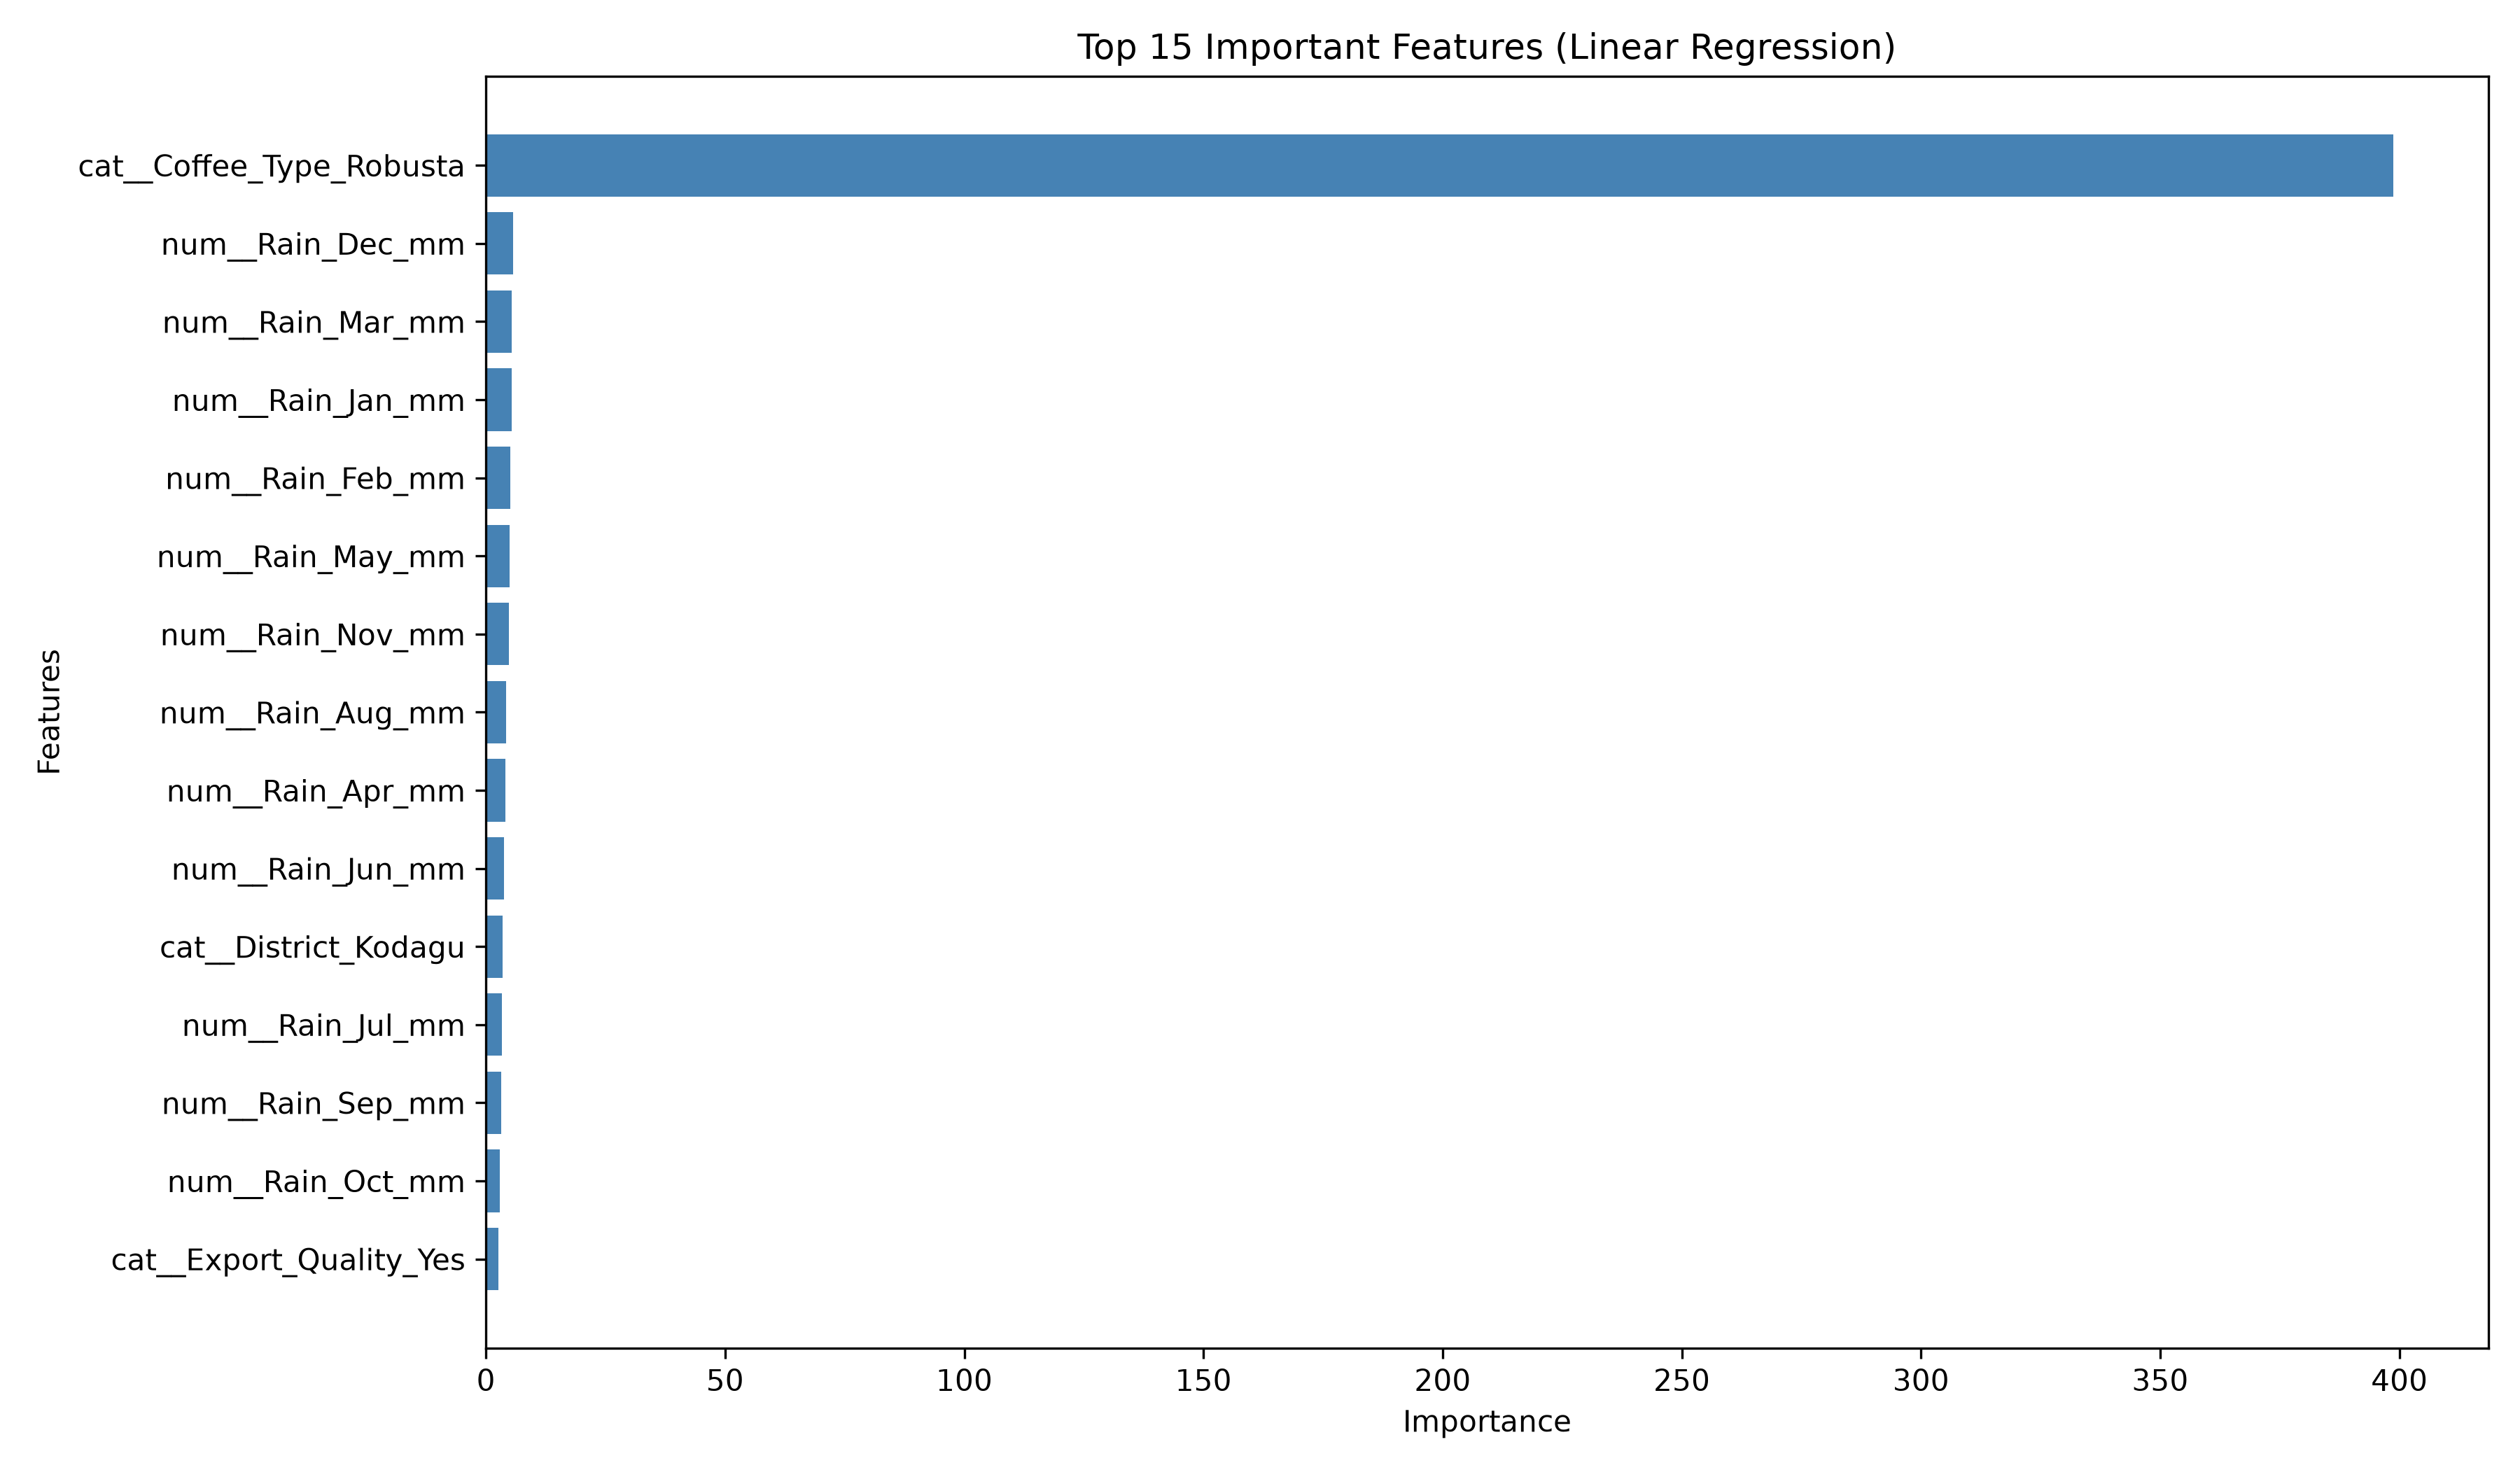 Top 15 Important Features (Linear Regression)
Features
cat__Coffee_Type_Robusta
num__Rain_Dec_mm
num__Rain_Mar_mm
num__Rain_Jan_mm
num__Rain_Feb_mm
num__Rain_May_mm
num__Rain_Nov_mm
num__Rain_Aug_mm
num__Rain_Apr_mm
num__Rain_Jun_mm
cat__District_Kodagu
num__Rain_Jul_mm
num__Rain_Sep_mm
num__Rain_Oct_mm
cat__Export_Quality_Yes
0 50 100 150 200 250 300 350 400
Importance